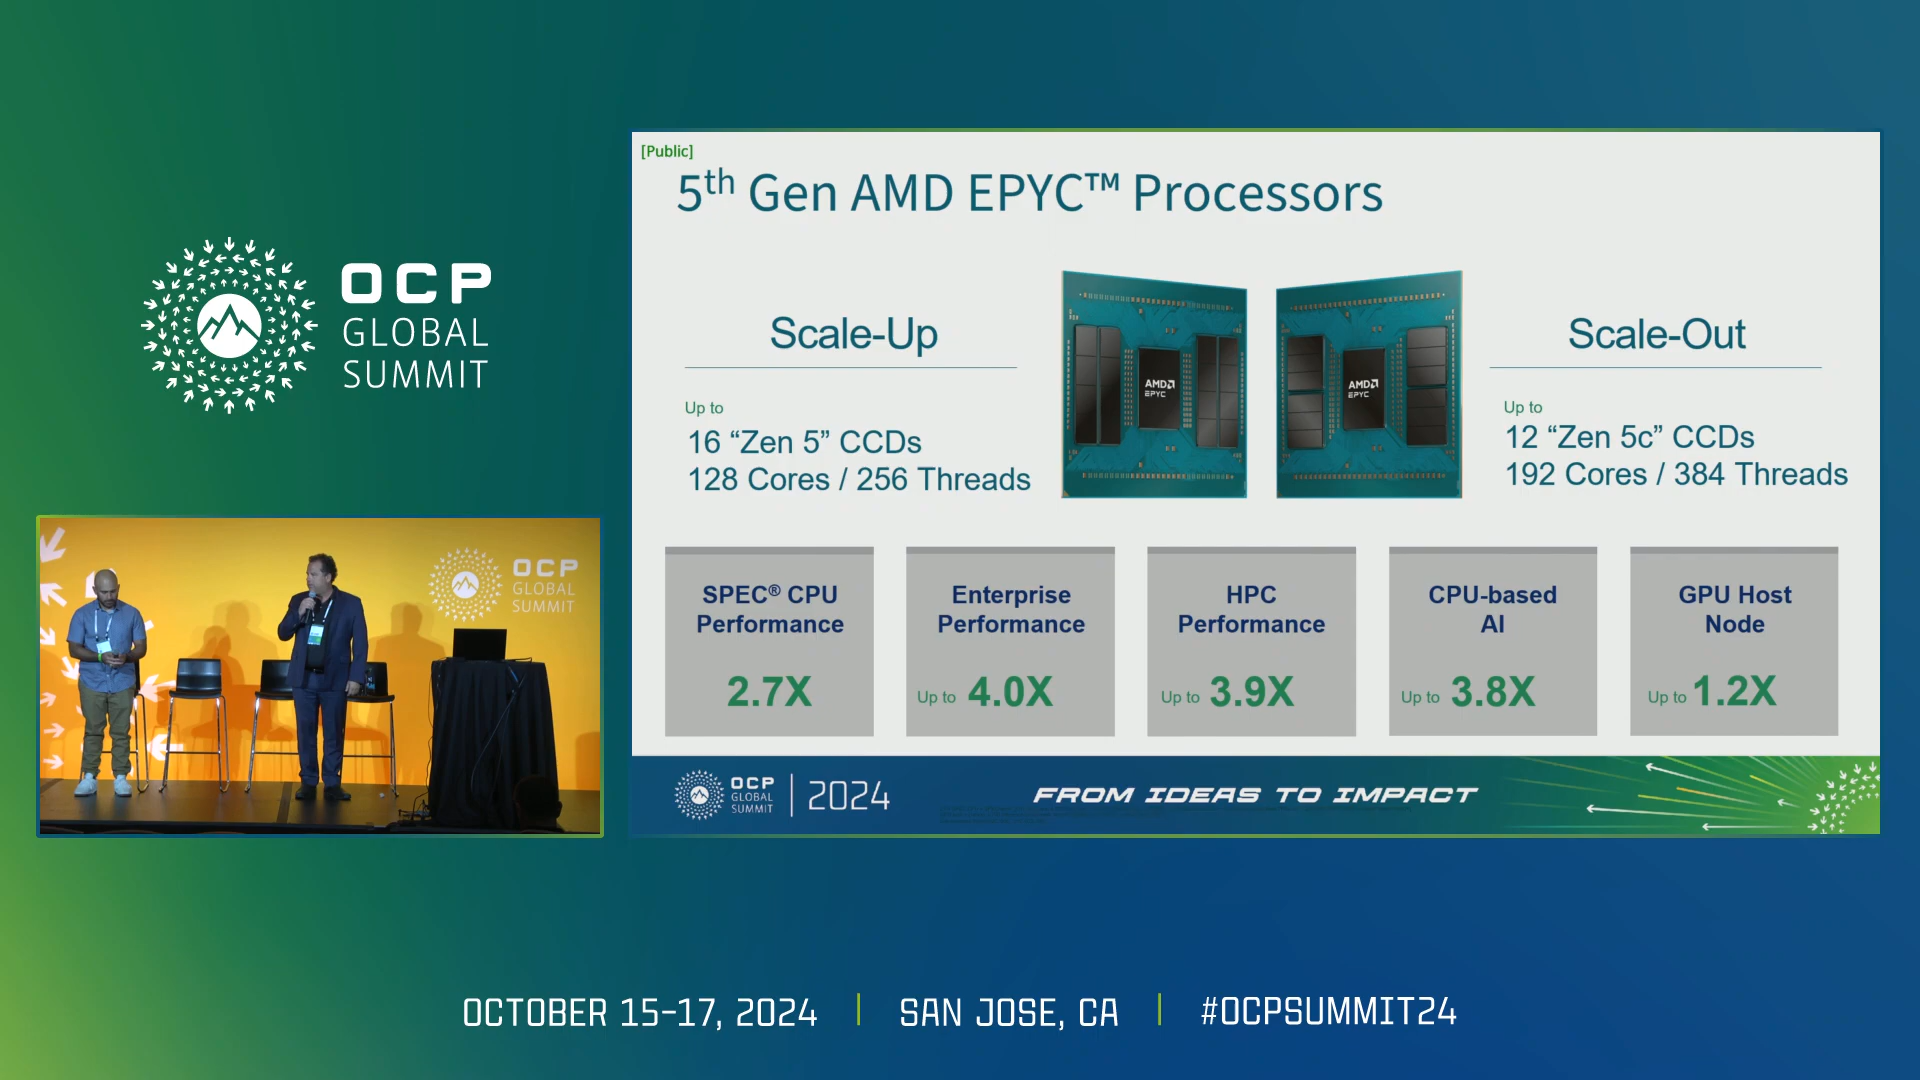 OCP
GLOBAL
SUMMIT
OCP
GLOBAL
SUMMIT
[Public]
5th Gen AMD EPYC™ Processors
Scale-Up
Up to
16 “Zen 5” CCDs
128 Cores / 256 Threads
AMD
EPYC
AMD
EPYC
Scale-Out
Up to
12 “Zen 5c” CCDs
192 Cores / 384 Threads
SPEC® CPU
Performance
2.7X
Enterprise
Performance
Up to 4.0X
HPC
Performance
Up to 3.9X
CPU-based
AI
Up to 3.8X
GPU Host
Node
Up to 1.2X
OCP
GLOBAL
SUMMIT
2024
FROM IDEAS TO IMPACT
OCTOBER 15-17, 2024 | SAN JOSE, CA | #OCPSUMMIT24